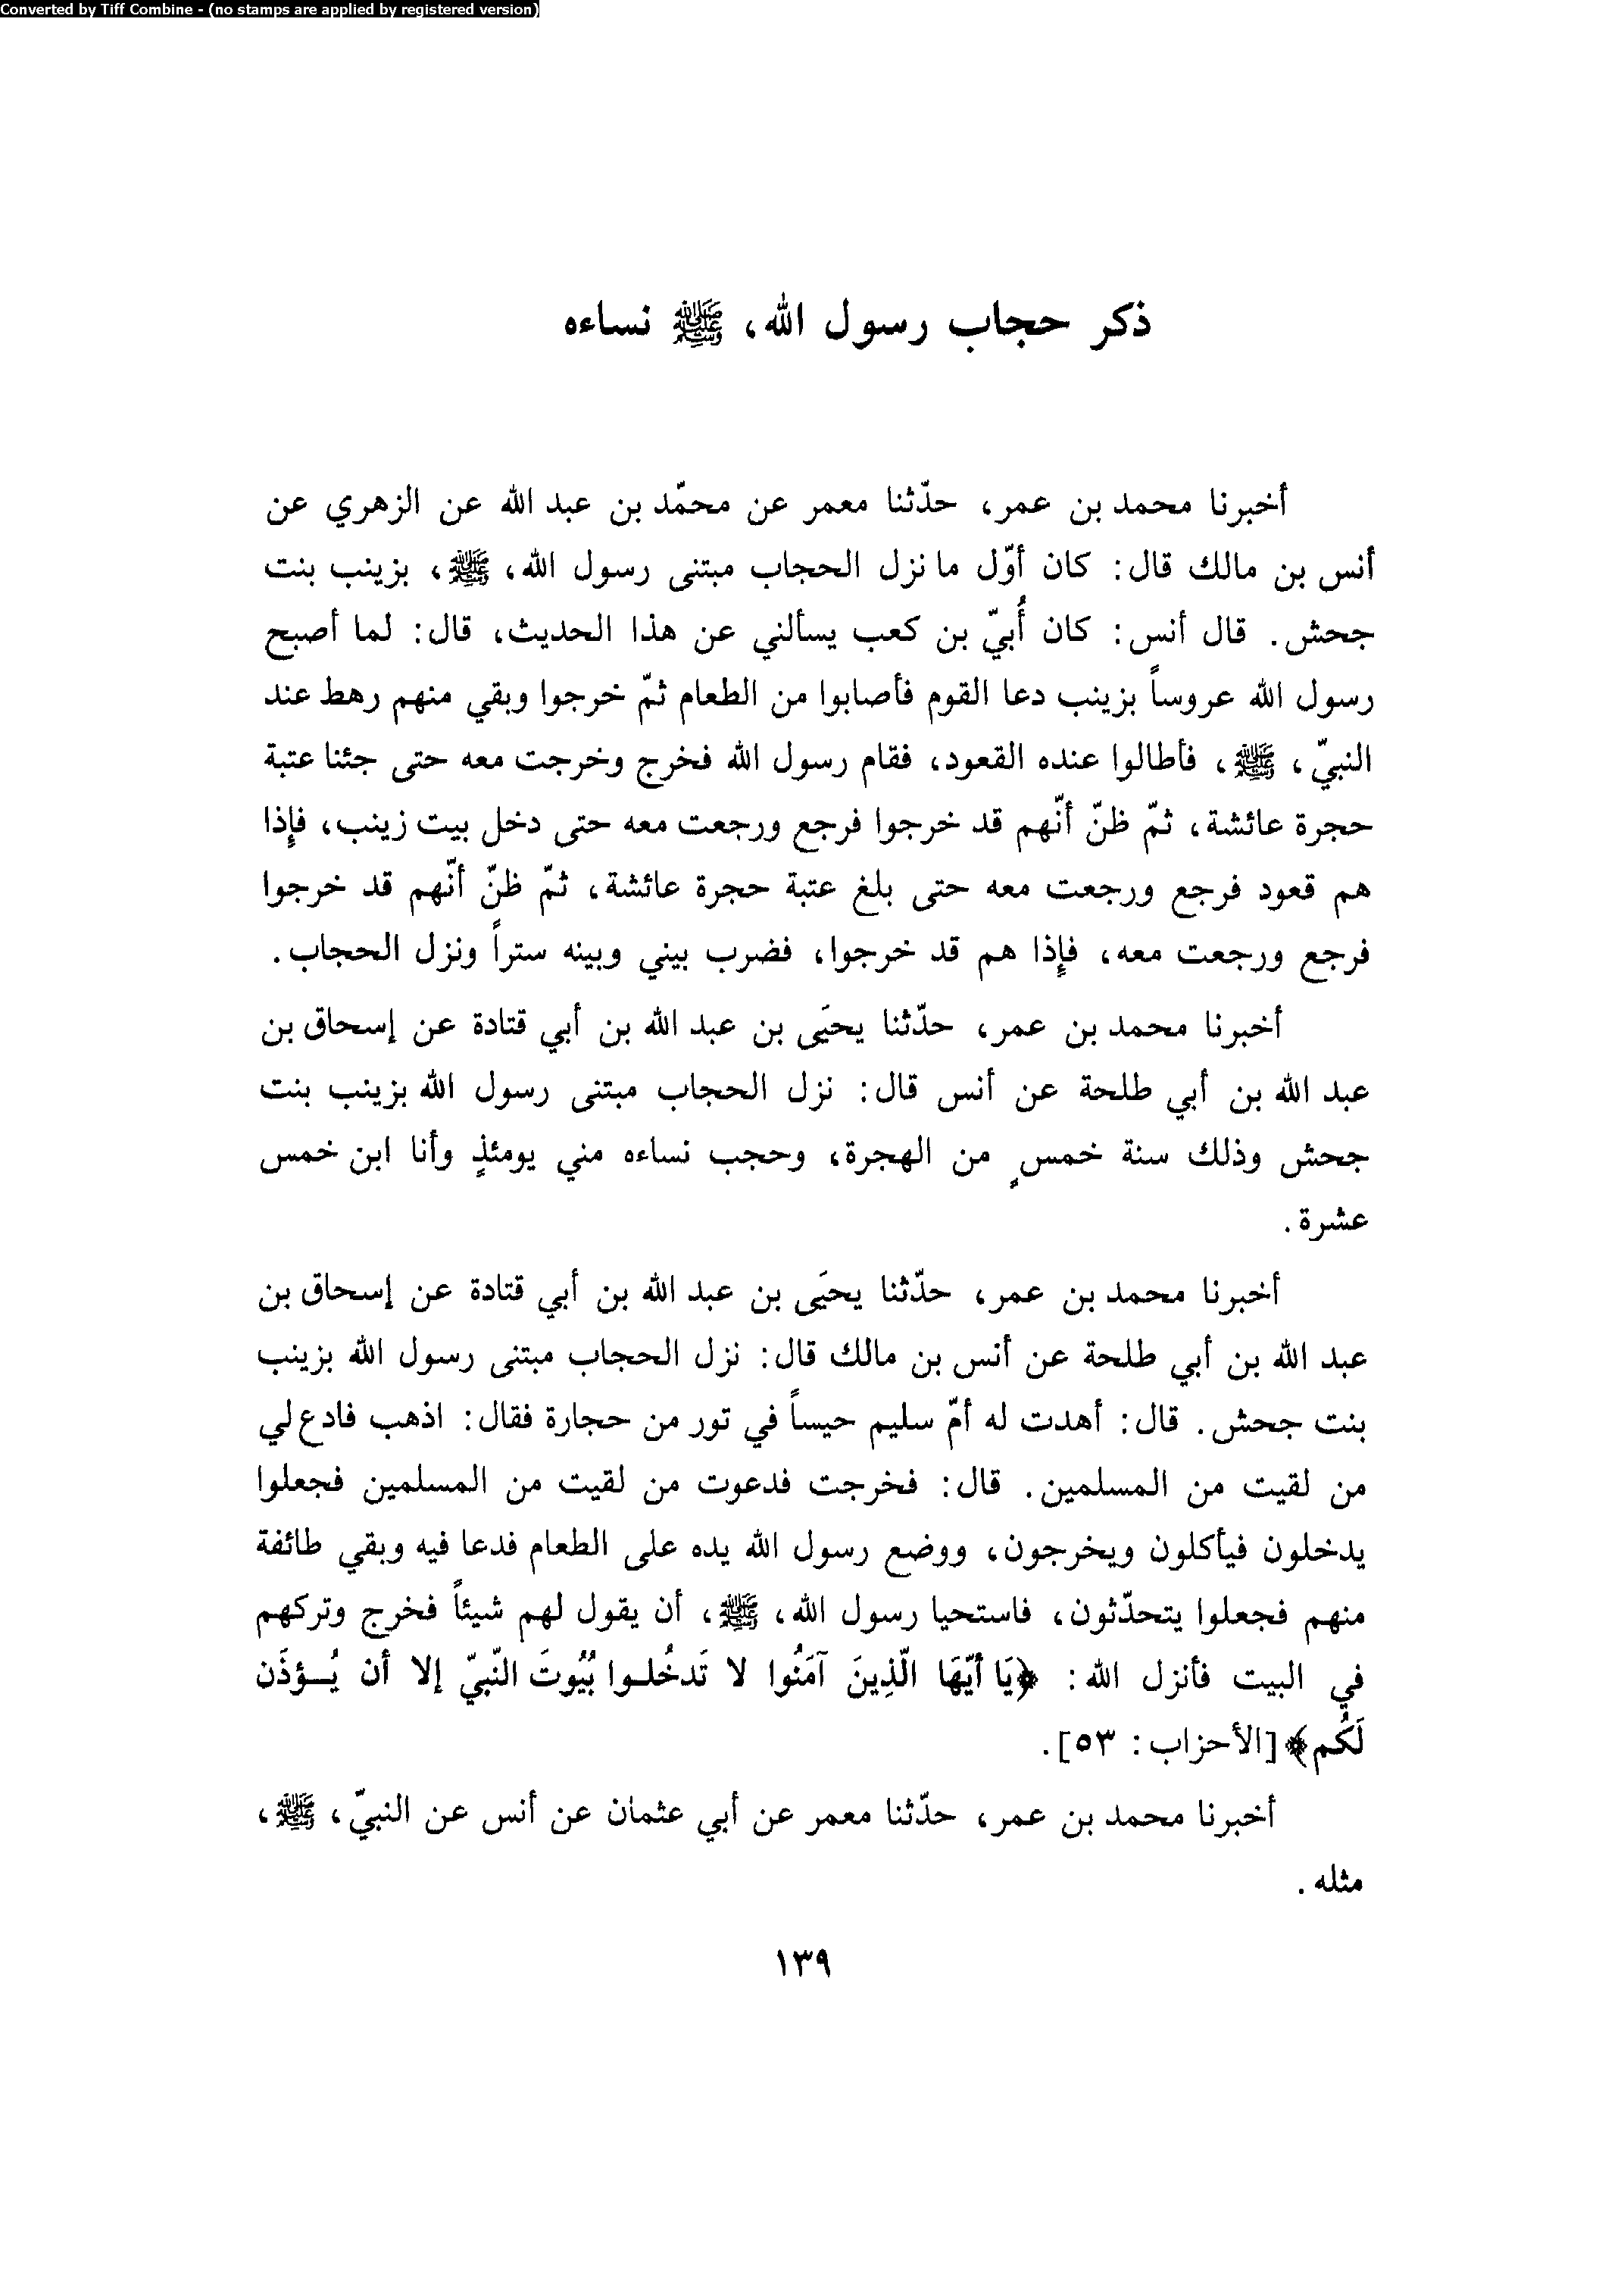 Converted by Tiff Combine - (no stamps are applied by registered version)
ذكر حجاب رسول الله، ﷺ نساءه
أخبرنا محمد بن عمر، حدّثنا معمر عن محمّد بن عبد الله عن الزهري عن
أنس بن مالك قال: كان أوّل ما نزل الحجاب مبتنى رسول الله، ﷺ، بزينب بنت
جحش. قال أنس: كان أُبيّ بن كعب يسألني عن هذا الحديث، قال: لما أصبح
رسول الله عروساً بزينب دعا القوم فأصابوا من الطعام ثمّ خرجوا وبقي منهم رهط عند
النبيّ، ﷺ، فأطالوا عنده القعود، فقام رسول الله فخرج وخرجت معه حتى جئنا عتبة
حجرة عائشة، ثمّ ظنّ أنّهم قد خرجوا فرجع ورجعت معه حتى دخل بيت زينب، فإذا
هم قعود فرجع ورجعت معه حتى بلغ عتبة حجرة عائشة، ثمّ ظنّ أنّهم قد خرجوا
فرجع ورجعت معه، فإذا هم قد خرجوا، فضرب بيني وبينه ستراً ونزل الحجاب.
أخبرنا محمد بن عمر، حدّثنا يحيَى بن عبد الله بن أبي قتادة عن إسحاق بن
عبد الله بن أبي طلحة عن أنس قال: نزل الحجاب مبتنى رسول الله بزينب بنت
جحش وذلك سنة خمسٍ من الهجرة، وحجب نساءه مني يومئذٍ وأنا ابن خمس
عشرة.
أخبرنا محمد بن عمر، حدّثنا يحيَى بن عبد الله بن أبي قتادة عن إسحاق بن
عبد الله بن أبي طلحة عن أنس بن مالك قال: نزل الحجاب مبتنى رسول الله بزينب
بنت جحش. قال: أهدت له أمّ سليم حيساً في تور من حجارة فقال: اذهب فادع لي
من لقيت من المسلمين. قال: فخرجت فدعوت من لقيت من المسلمين فجعلوا
يدخلون فيأكلون ويخرجون، ووضع رسول الله يده على الطعام فدعا فيه وبقي طائفة
منهم فجعلوا يتحدّثون، فاستحيا رسول الله، ﷺ، أن يقول لهم شيئاً فخرج وتركهم
في البيت فأنزل الله: ﴿يَا أيّهَا الّذِينَ آمَنُوا لا تَدخُلـوا بُيُوتَ النّبيّ إلا أن يُـؤذَن
لَكُم﴾ [الأحزاب: ٥٣].
أخبرنا محمد بن عمر، حدّثنا معمر عن أبي عثمان عن أنس عن النبيّ، ﷺ،
مثله.
١٣٩